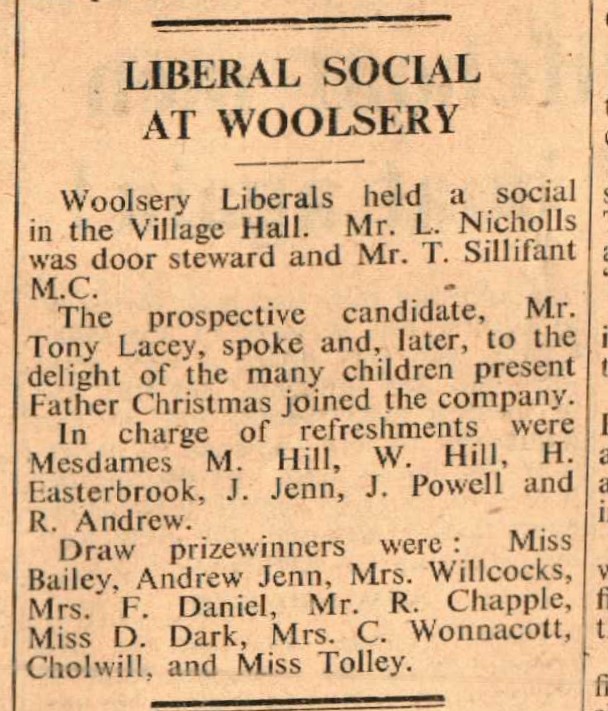 LIBERAL SOCIAL
AT WOOLSERY
Woolsery Liberals held a social
in the Village Hall. Mr. L. Nicholls
was door steward and Mr. T. Sillifant
M.C.
The prospective candidate, Mr.
Tony Lacey, spoke and, later, to the
delight of the many children present
Father Christmas joined the company.
In charge of refreshments were
Mesdames M. Hill, W. Hill, H.
Easterbrook, J. Jenn, J. Powell and
R. Andrew.
Draw prizewinners were: Miss
Bailey, Andrew Jenn, Mrs. Willcocks,
Mrs. F. Daniel, Mr. R. Chapple,
Miss D. Dark, Mrs. C. Wonnacott,
Cholwill, and Miss Tolley.